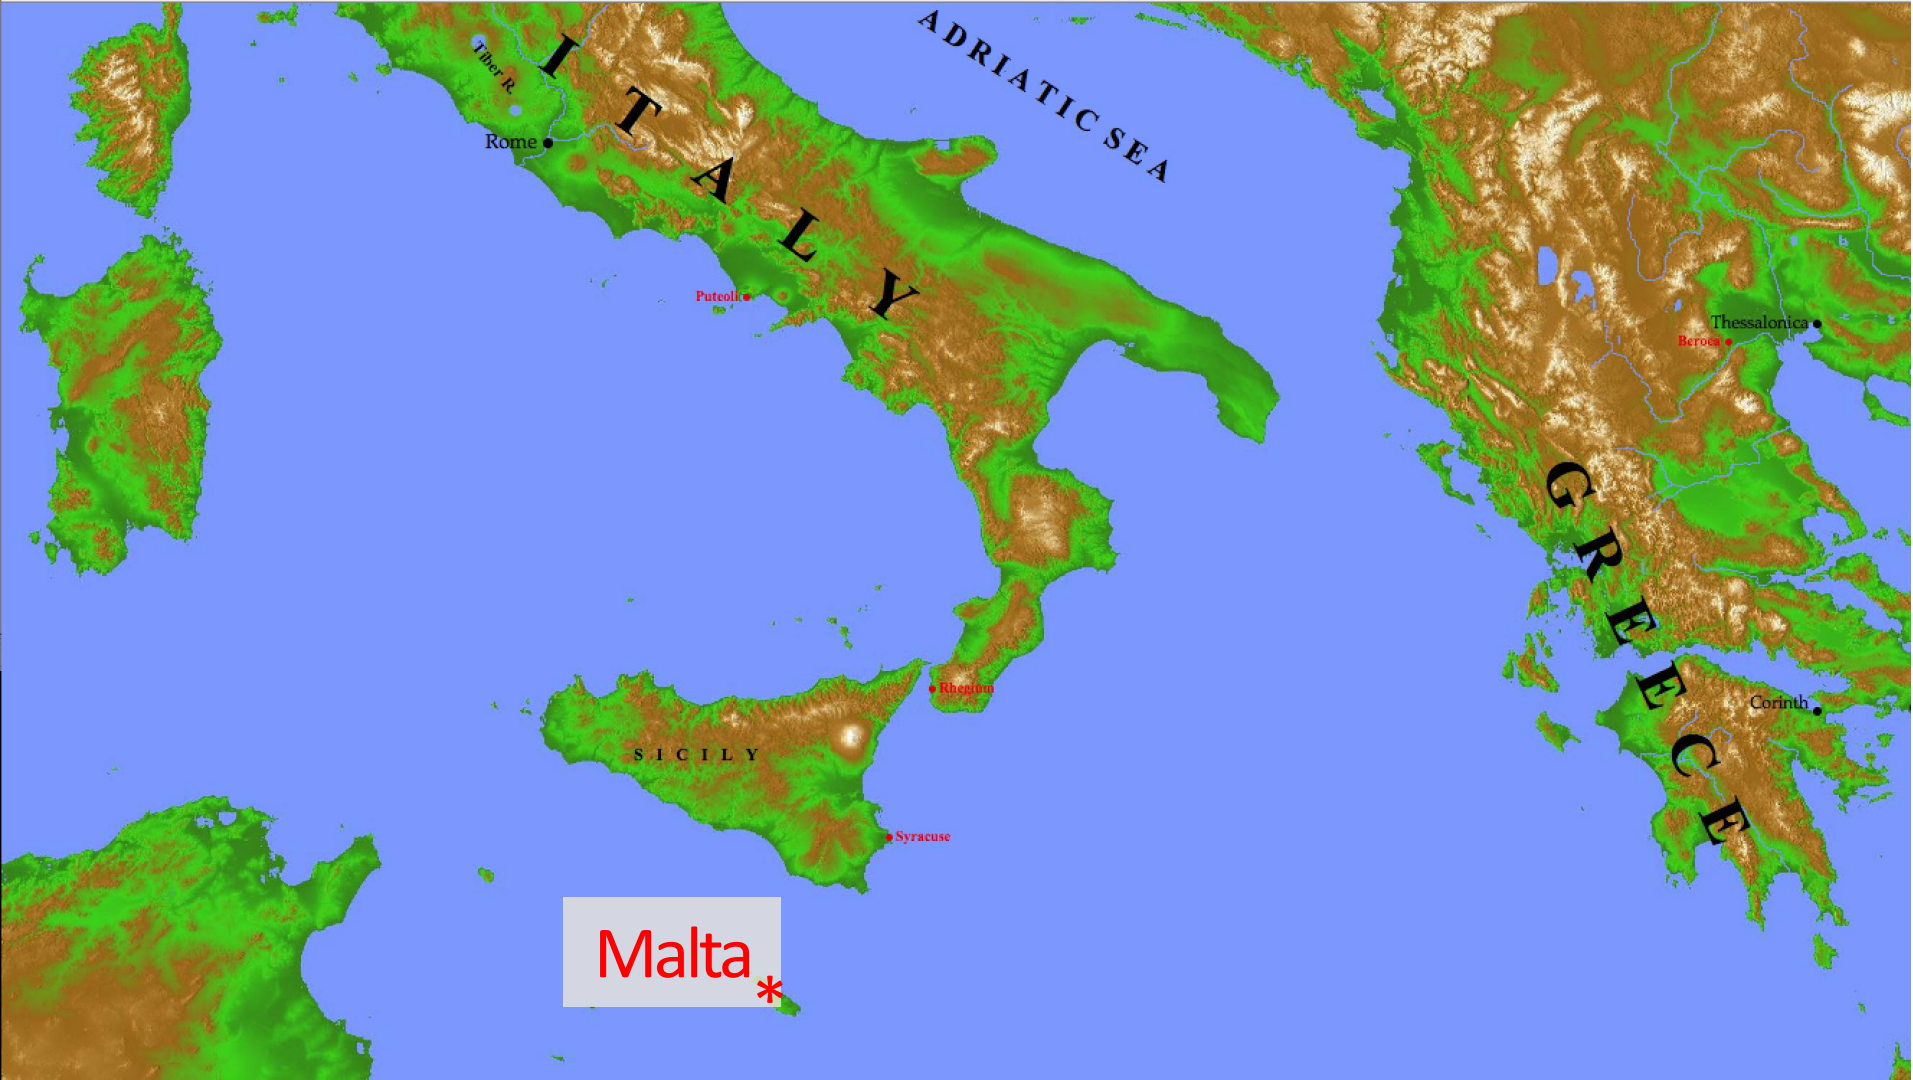 ADRIATIC SEA
ITALY
Tiber R.
Rome
Puteoli
Thessalonica
Beroea
GREECE
Rhegium
Corinth
SICILY
Syracuse
Malta
*